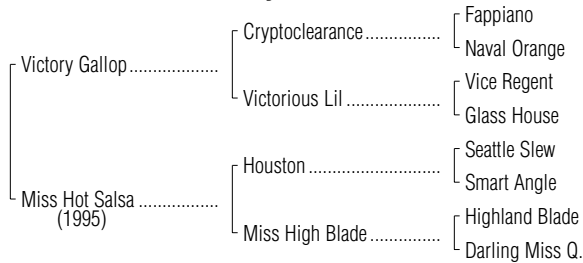 Fappiano
Cryptoclearance..................
Naval Orange
Victory Gallop.....................
Vice Regent
Victorious Lil ......................
Glass House
Seattle Slew
Houston ...............................
Smart Angle
Miss Hot Salsa ..................
(1995)
Highland Blade
Miss High Blade.................
Darling Miss Q.